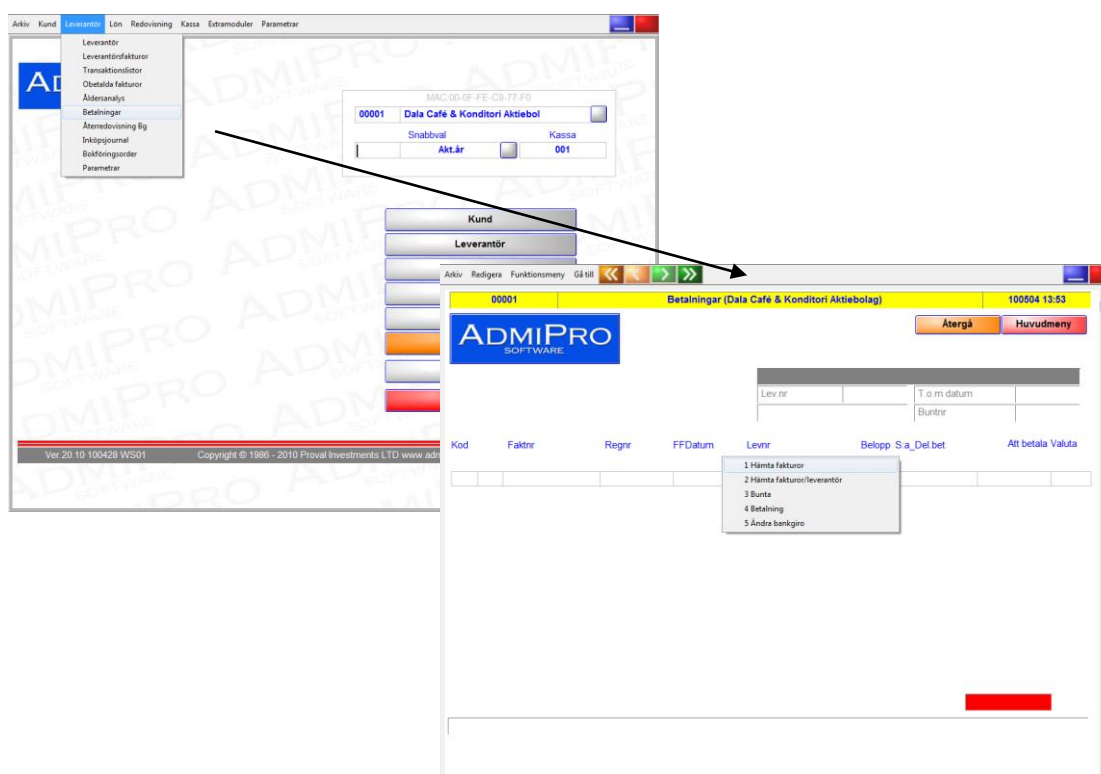 Arkiv Kund Leverantör Lön Redovisning Kassa Extramoduler Parametrar
Leverantör
Leverantörsfakturor
Transaktionslistor
Obetalda fakturor
Åldersanalys
Betalningar
Återredovisning Bg
Inköpsjournal
Bokföringsorder
Parametrar
MAC:00-0F-FE-C9-77-F0
00001 Dala Café & Konditori Aktiebol
Snabbval Kassa
Akt.år 001
Kund
Leverantör
Ver.20.10 100428 WS01 Copyright © 1986 - 2010 Proval Investments LTD www.adm
Arkiv Redigera Funktionsmeny Gå till
00001 Betalningar (Dala Café & Konditori Aktiebolag) 100504 13:53
ADMIPRO
SOFTWARE
Återgå Huvudmeny
Lev.nr T.o.m datum
Buntnr
Kod Faktnr Regnr FFDatum Levnr Belopp S:a_Del.bet Att betala Valuta
1 Hämta fakturor
2 Hämta fakturor/leverantör
3 Bunta
4 Betalning
5 Ändra bankgiro